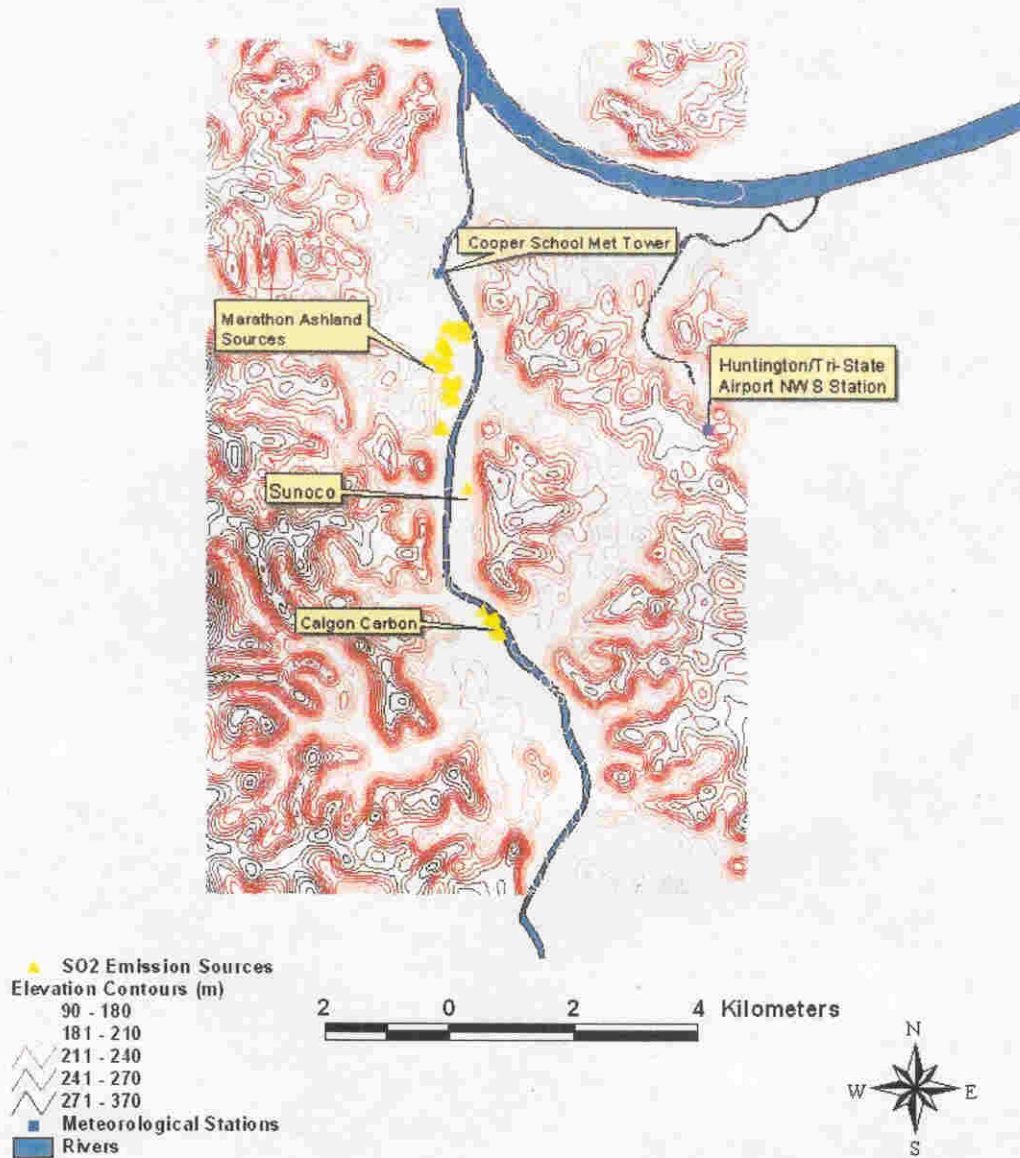 Cooper School Met Tower
Marathon Ashland
Sources
Huntington/Tri-State
Airport NWS Station
Sunoco
Calgon Carbon
SO2 Emission Sources
Elevation Contours (m)
90 - 180
181 - 210
211 - 240
241 - 270
271 - 370
Meteorological Stations
Rivers
2 0 2 4 Kilometers
N
W E
S